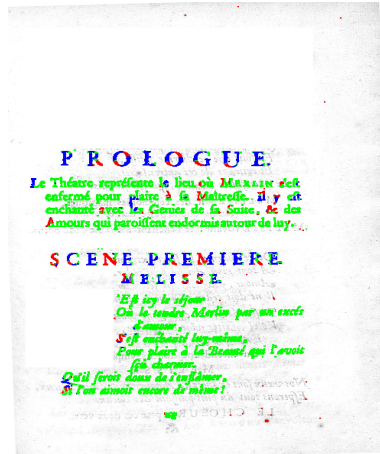 PROLOGUE.
Le Théatre represente le lieu où MERLIN s'est
enfermé pour plaire à sa Maîtresse. Il y est
enchanté avec les Genies de sa Suite, & des
Amours qui paroissent endormis autour de luy.
SCENE PREMIERE.
MELISSE.
'Est icy le séjour
Où le tendre Merlin par un excés
d'amour,
S'est enchanté luy-même,
Pour plaire à la Beauté qui l'avoit
sçû charmer.
Qu'il seroit doux de s'enflâmer,
Si l'on aimoit encore de même!